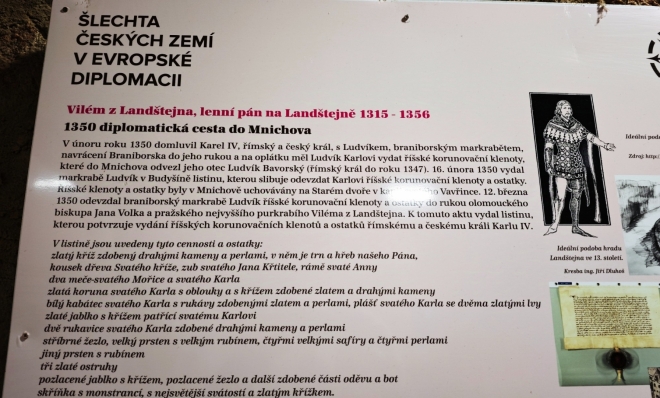 ŠLECHTA
ČESKÝCH ZEMÍ
V EVROPSKÉ
DIPLOMACII
Vilém z Landštejna, lenní pán na Landštejně 1315 - 1356
1350 diplomatická cesta do Mnichova
V únoru roku 1350 domluvil Karel IV, římský a český král, s Ludvíkem, braniborským markrabětem,
navrácení Braniborska do jeho rukou a na oplátku měl Ludvík Karlovi vydat říšské korunovační klenoty,
které do Mnichova odvezl jeho otec Ludvík Bavorský (římský král do roku 1347). 16. února 1350 vydal
markrabě Ludvík v Budyšíně listinu, kterou slibuje odevzdat Karlovi říšské korunovační klenoty a ostatky.
Říšské klenoty a ostatky byly v Mnichově uchovávány na Starém dvoře v Vavřince. 12. března
1350 odevzdal braniborský markrabě Ludvík říšské korunovační klenoty a ostatky do rukou olomouckého
biskupa Jana Volka a pražského nejvyššího purkrabího Viléma z Landštejna. K tomuto aktu vydal listinu,
kterou potvrzuje vydání říšských korunovačních klenotů a ostatků římskému a českému králi Karlu IV.
V listině jsou uvedeny tyto cennosti a ostatky:
zlatý kříž zdobený drahými kameny a perlami, v něm je trn a hřeb našeho Pána,
kousek dřeva Svatého kříže, zub svatého Jana Křtitele, rámě svaté Anny
dva meče-svatého Mořice a svatého Karla
zlatá koruna svatého Karla s oblouky a s křížem zdobené zlatem a drahými kameny
bílý kabátec svatého Karla s rukávy zdobenými zlatem a perlami, plášť svatého Karla se dvěma zlatými lvy
zlaté jablko s křížem patřící svatému Karlovi
dvě rukavice svatého Karla zdobené drahými kameny a perlami
stříbrné žezlo, velký prsten s velkým rubínem, čtyřmi velkými safíry a čtyřmi perlami
jiný prsten s rubínem
tři zlaté ostruhy
pozlacené jablko s křížem, pozlacené žezlo a další zdobené části oděvu a bot
skříňka s monstrancí, s nejsvětější svátostí a zlatým křížkem.
Ideální podoba hradu
Landštejna ve 13. století.
Kresba ing. Jiří Dluhoš
Ideální
Zdroj http: